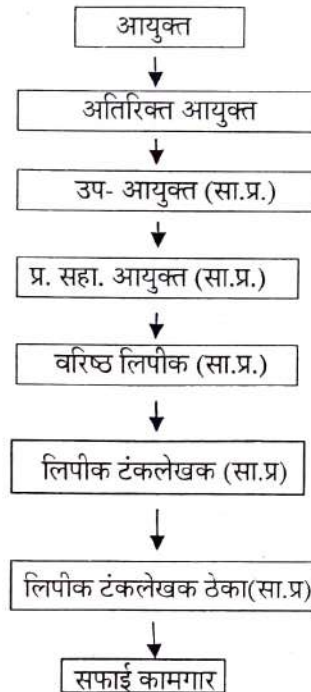 आयुक्त
अतिरिक्त आयुक्त
उप- आयुक्त (सा.प्र.)
प्र. सहा. आयुक्त (सा.प्र.)
वरिष्ठ लिपीक (सा.प्र.)
लिपीक टंकलेखक (सा.प्र)
लिपीक टंकलेखक ठेका(सा.प्र)
सफाई कामगार